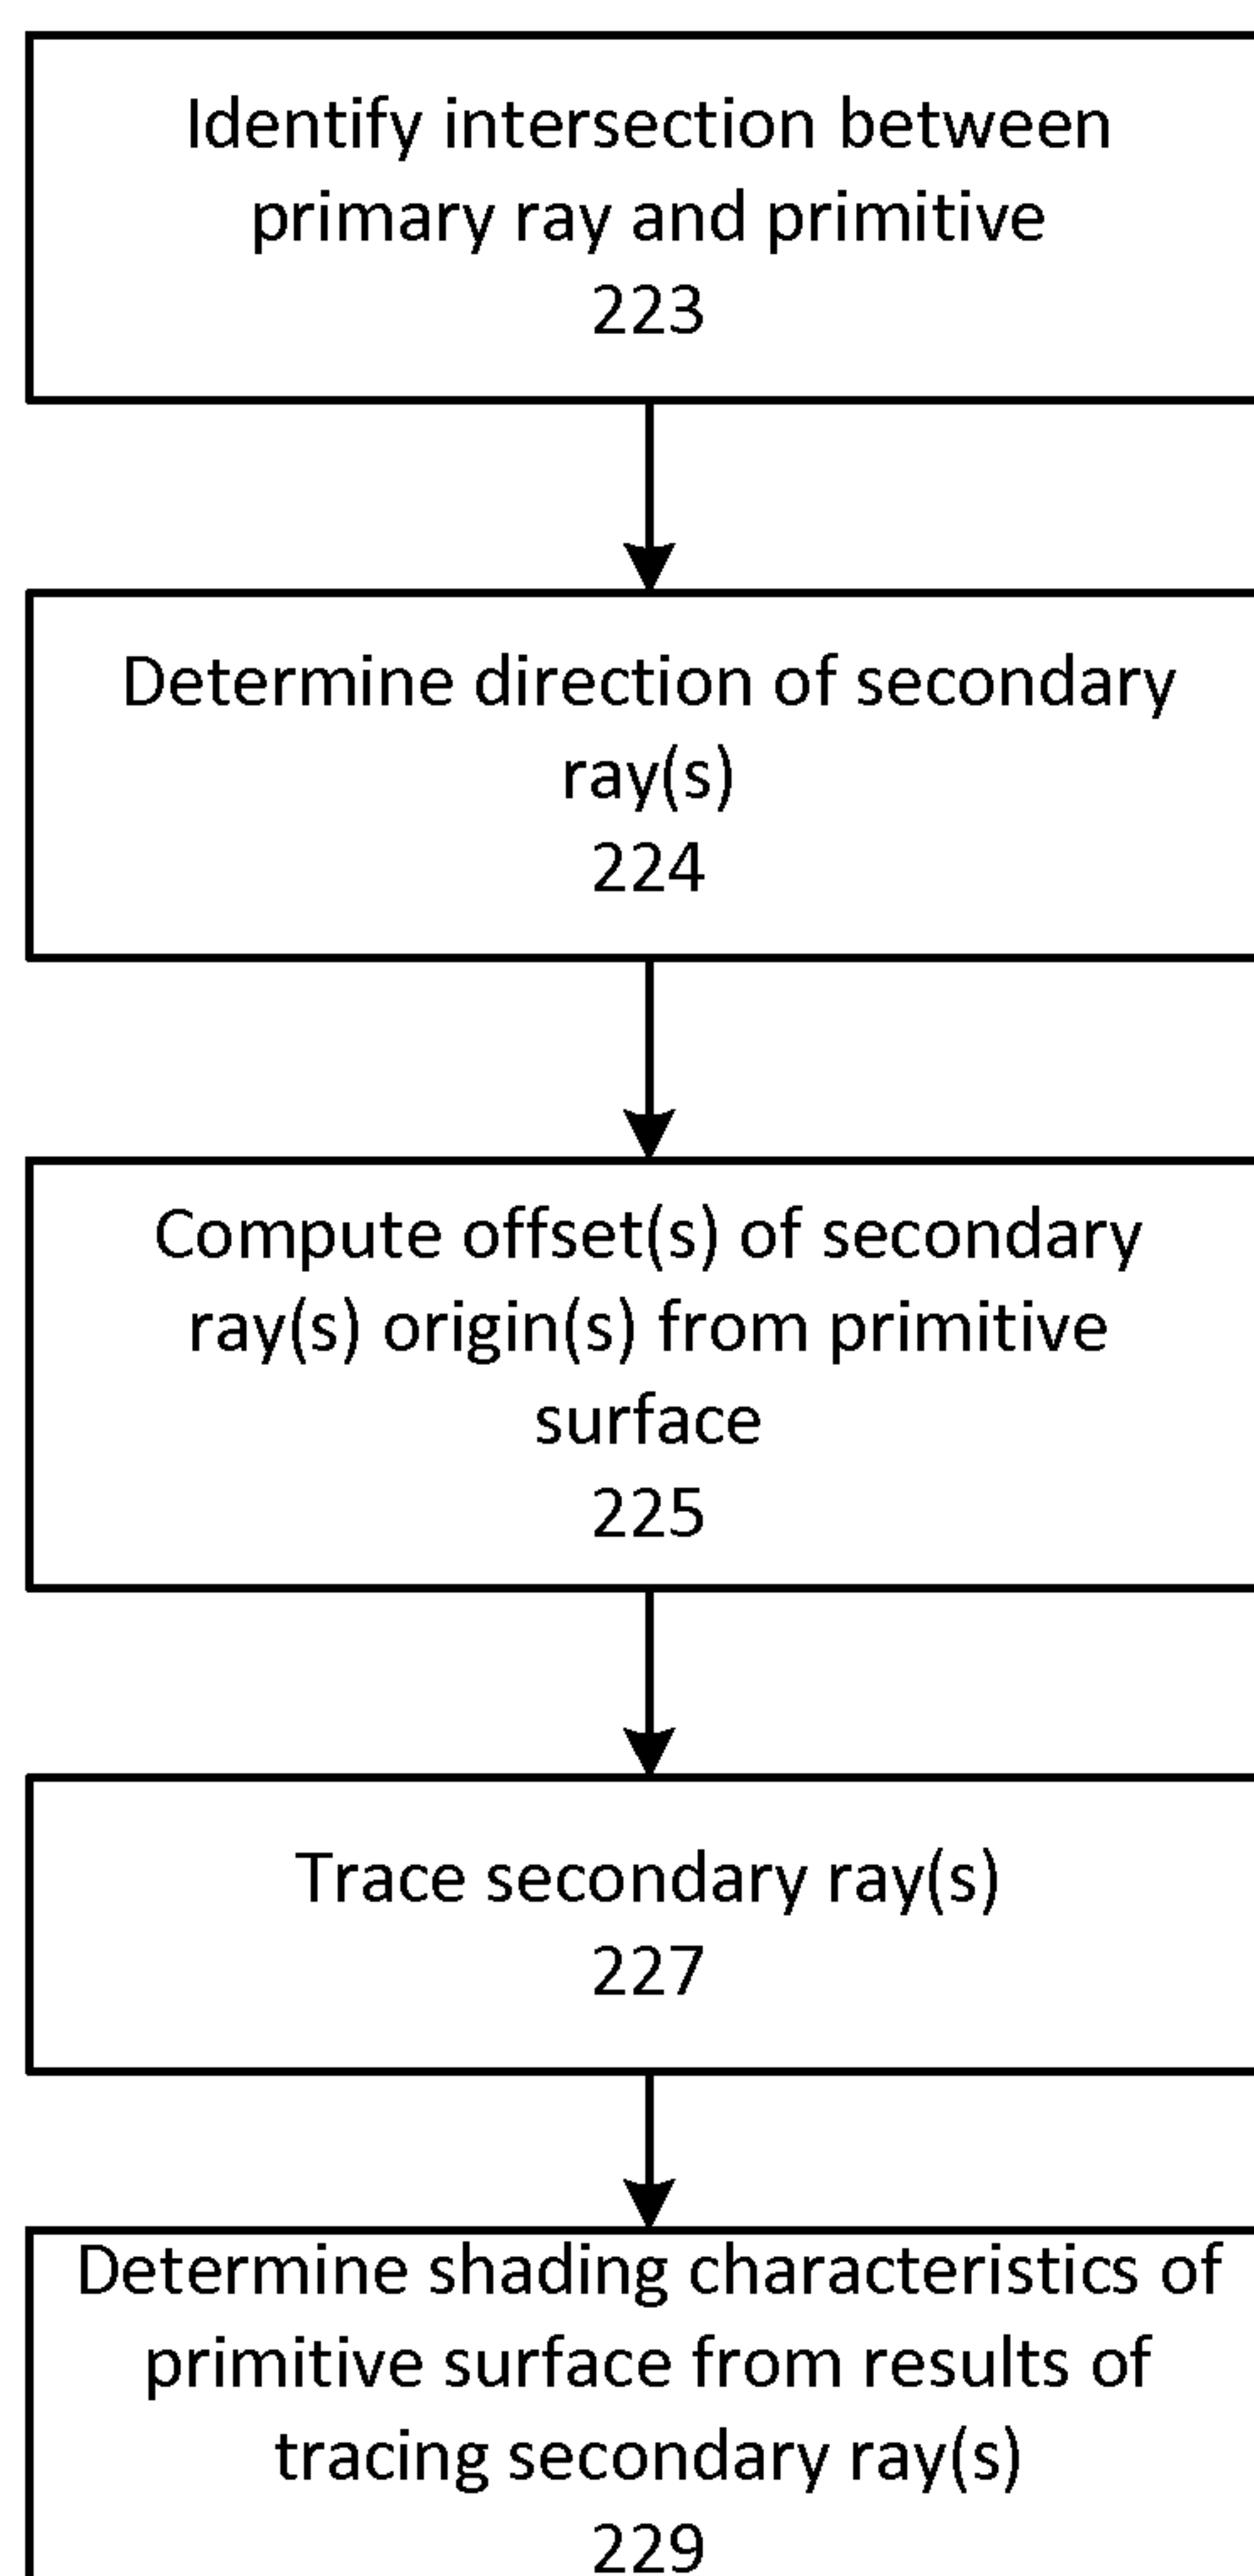 Identify intersection between
primary ray and primitive
223
Determine direction of secondary
ray(s)
224
Compute offset(s) of secondary
ray(s) origin(s) from primitive
surface
225
Trace secondary ray(s)
227
Determine shading characteristics of
primitive surface from results of
tracing secondary ray(s)
229